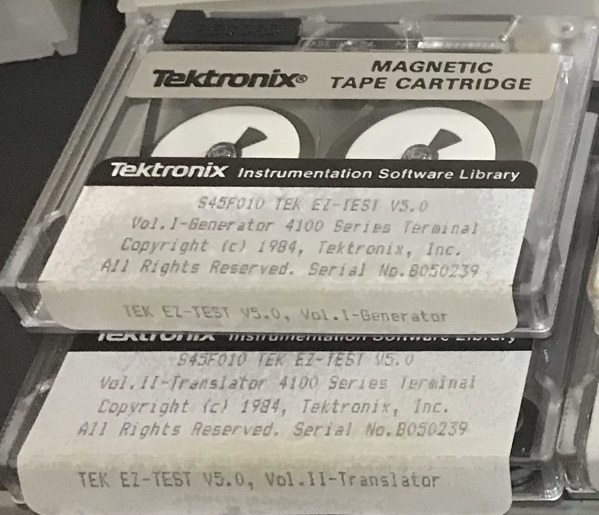 Tektronix® MAGNETIC
TAPE CARTRIDGE
Tektronix Instrumentation Software Library
S45F010 TEK EZ-TEST V5.0
Vol.I-Generator 4100 Series Terminal
Copyright (c) 1984, Tektronix, Inc.
All Rights Reserved. Serial No.B050239
TEK EZ-TEST V5.0, Vol.I-Generator
Tektronix Instrumentation Software Library
S45F010 TEK EZ-TEST V5.0
Vol.II-Translator 4100 Series Terminal
Copyright (c) 1984, Tektronix, Inc.
All Rights Reserved. Serial No.B050239
TEK EZ-TEST V5.0, Vol.II-Translator